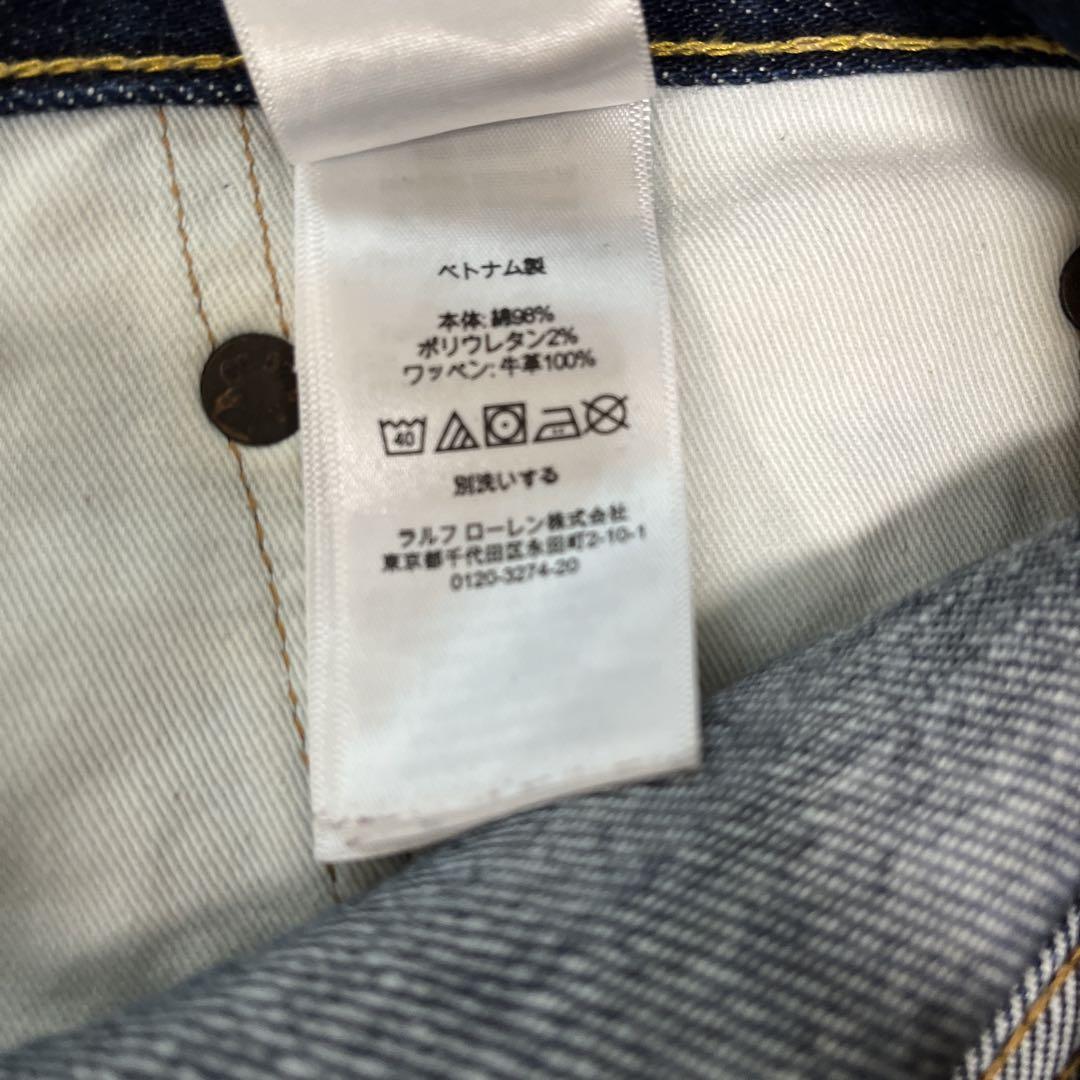 ベトナム製
本体: 綿98%
ポリウレタン2%
ワッペン: 牛革100%
40
別洗いする
ラルフ ローレン株式会社
東京都千代田区永田町2-10-1
0120-3274-20